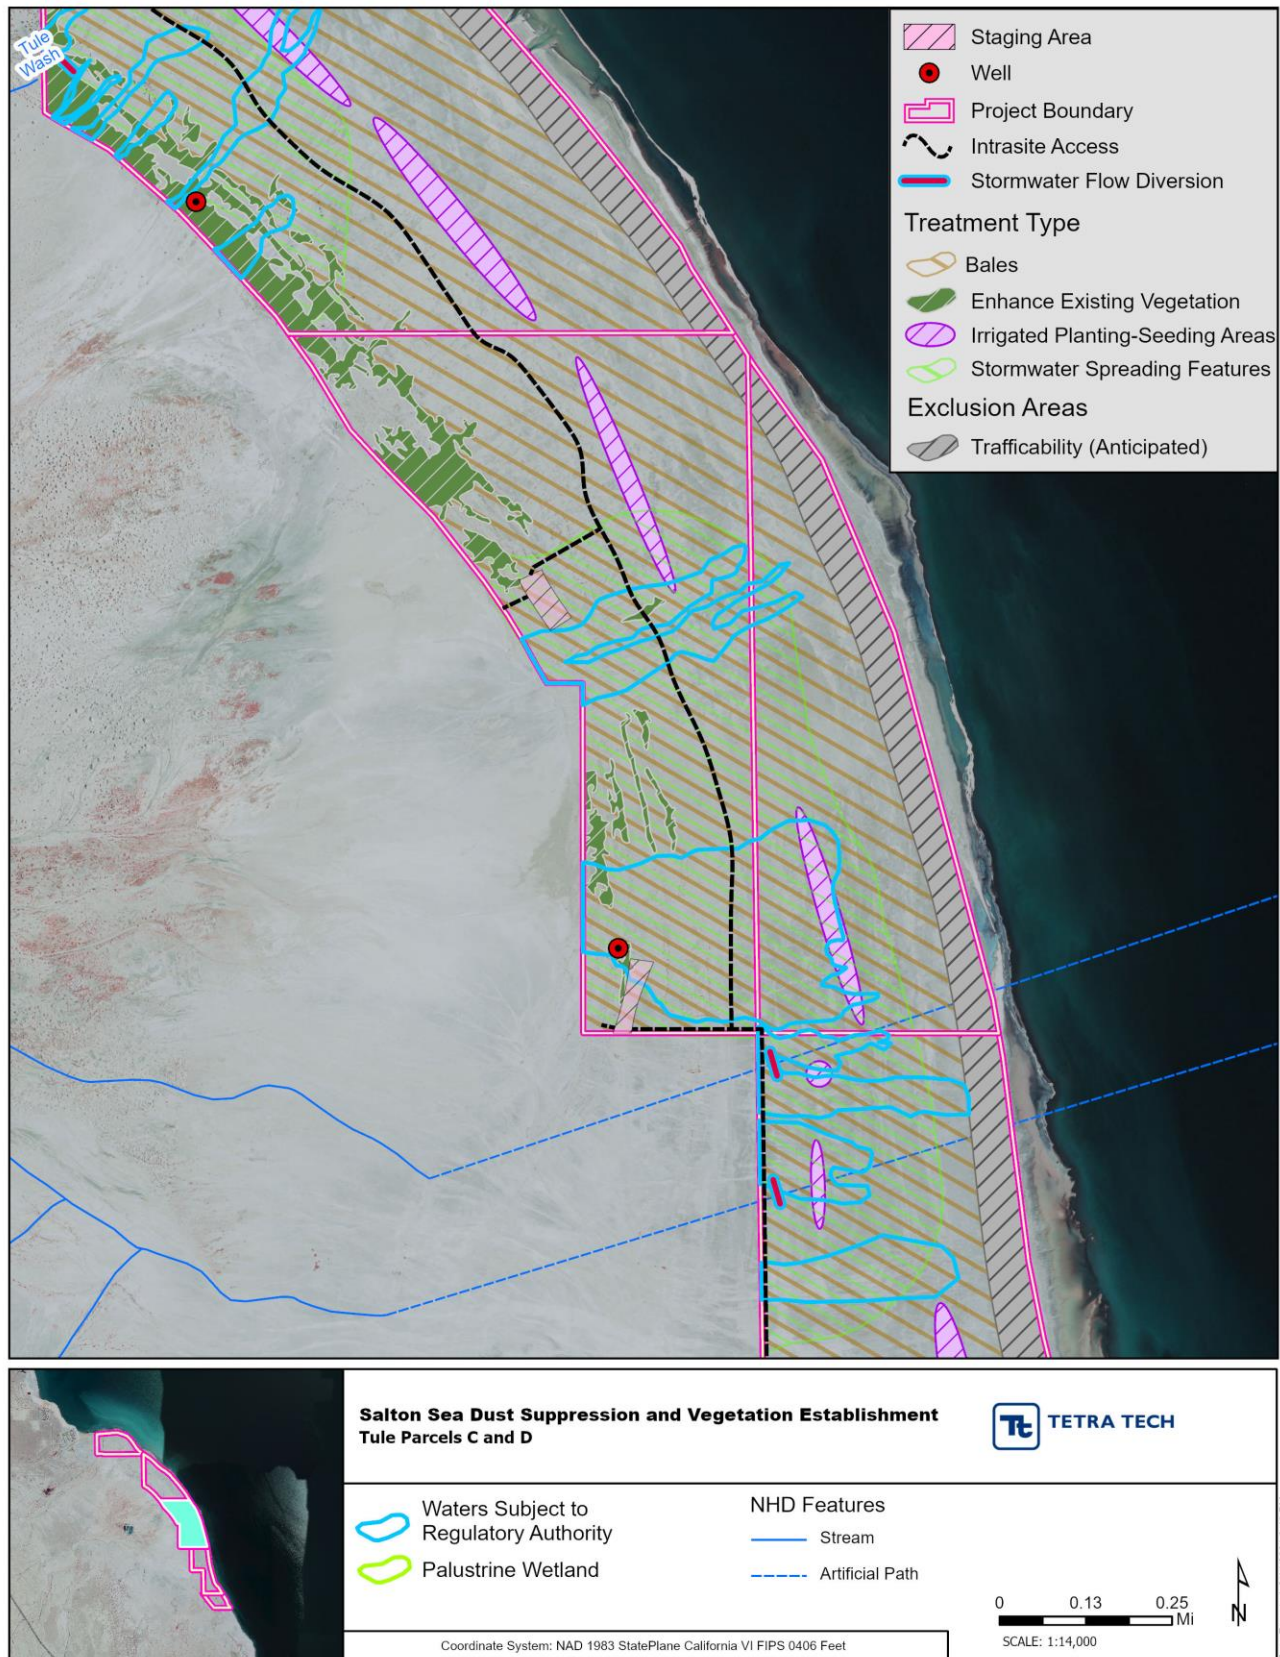 Tule
Wash
Staging Area
Well
Project Boundary
Intrasite Access
Stormwater Flow Diversion
Treatment Type
Bales
Enhance Existing Vegetation
Irrigated Planting-Seeding Areas
Stormwater Spreading Features
Exclusion Areas
Trafficability (Anticipated)
Salton Sea Dust Suppression and Vegetation Establishment
Tule Parcels C and D
Tt TETRA TECH
Waters Subject to
Regulatory Authority
Palustrine Wetland
NHD Features
Stream
Artificial Path
0 0.13 0.25
Mi
SCALE: 1:14,000
N
Coordinate System: NAD 1983 StatePlane California VI FIPS 0406 Feet